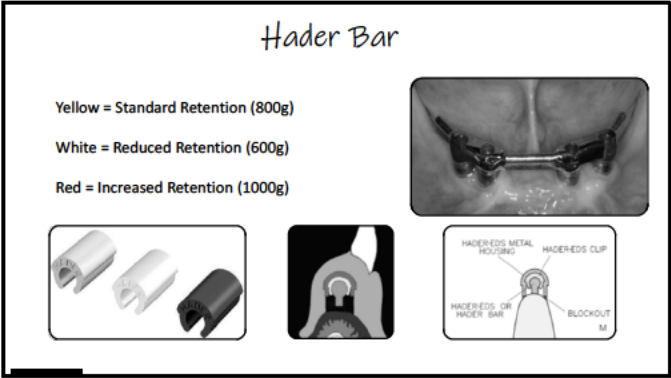 Hader Bar
Yellow = Standard Retention (800g)
White = Reduced Retention (600g)
Red = Increased Retention (1000g)
HADER-EDS METAL
HOUSING
HADER-EDS CLIP
HADER-EDS OR
HADER BAR
BLOCKOUT
M